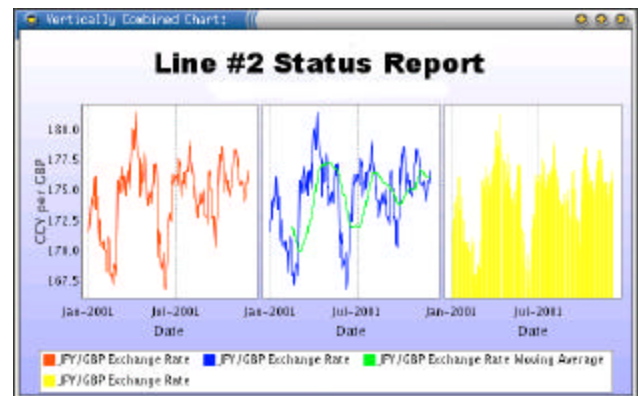 Vertically Combined Chart:
Line #2 Status Report
CCY per GBP
180.0
177.5
175.0
172.5
170.0
167.5
Jan-2001 Jul-2001 Jan-2001 Jul-2001 Jan-2001 Jul-2001
Date Date Date
JPY/GBP Exchange Rate JPY/GBP Exchange Rate JPY/GBP Exchange Rate Moving Average
JPY/GBP Exchange Rate